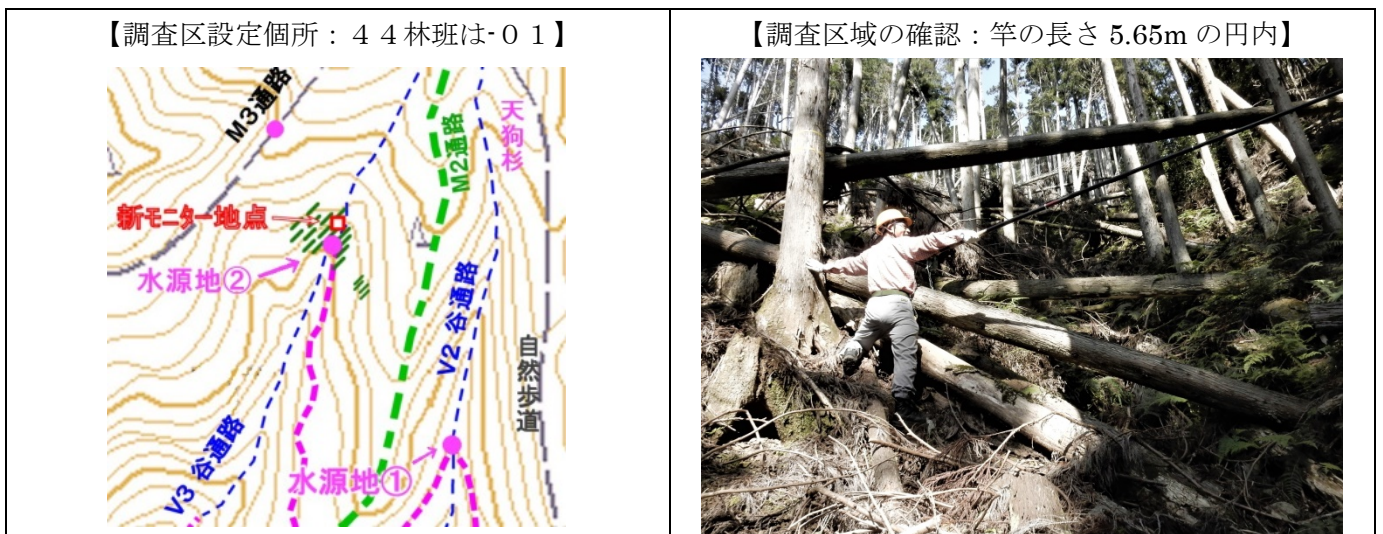 【調査区設定個所：４４林班は-０１】
M3通路
M2通路
天狗杉
新モニター地点
水源地②
V2 谷通路
自然歩道
V3 谷通路
水源地①
【調査区域の確認：竿の長さ 5.65m の円内】